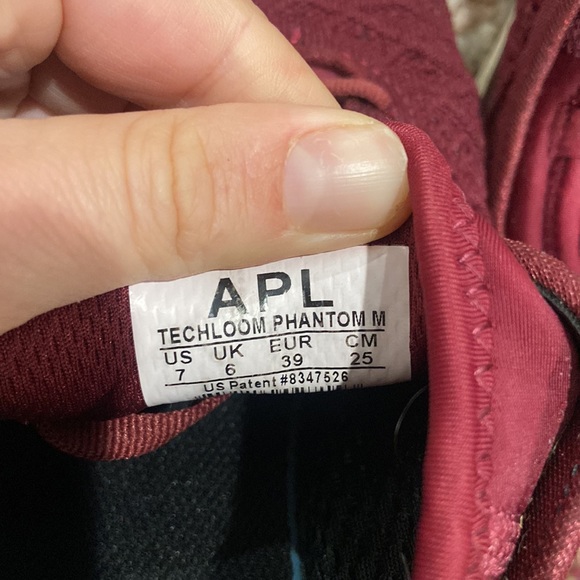 APL
TECHLOOM PHANTOM M
US UK EUR CM
7 6 39 25
US Patent #8347526